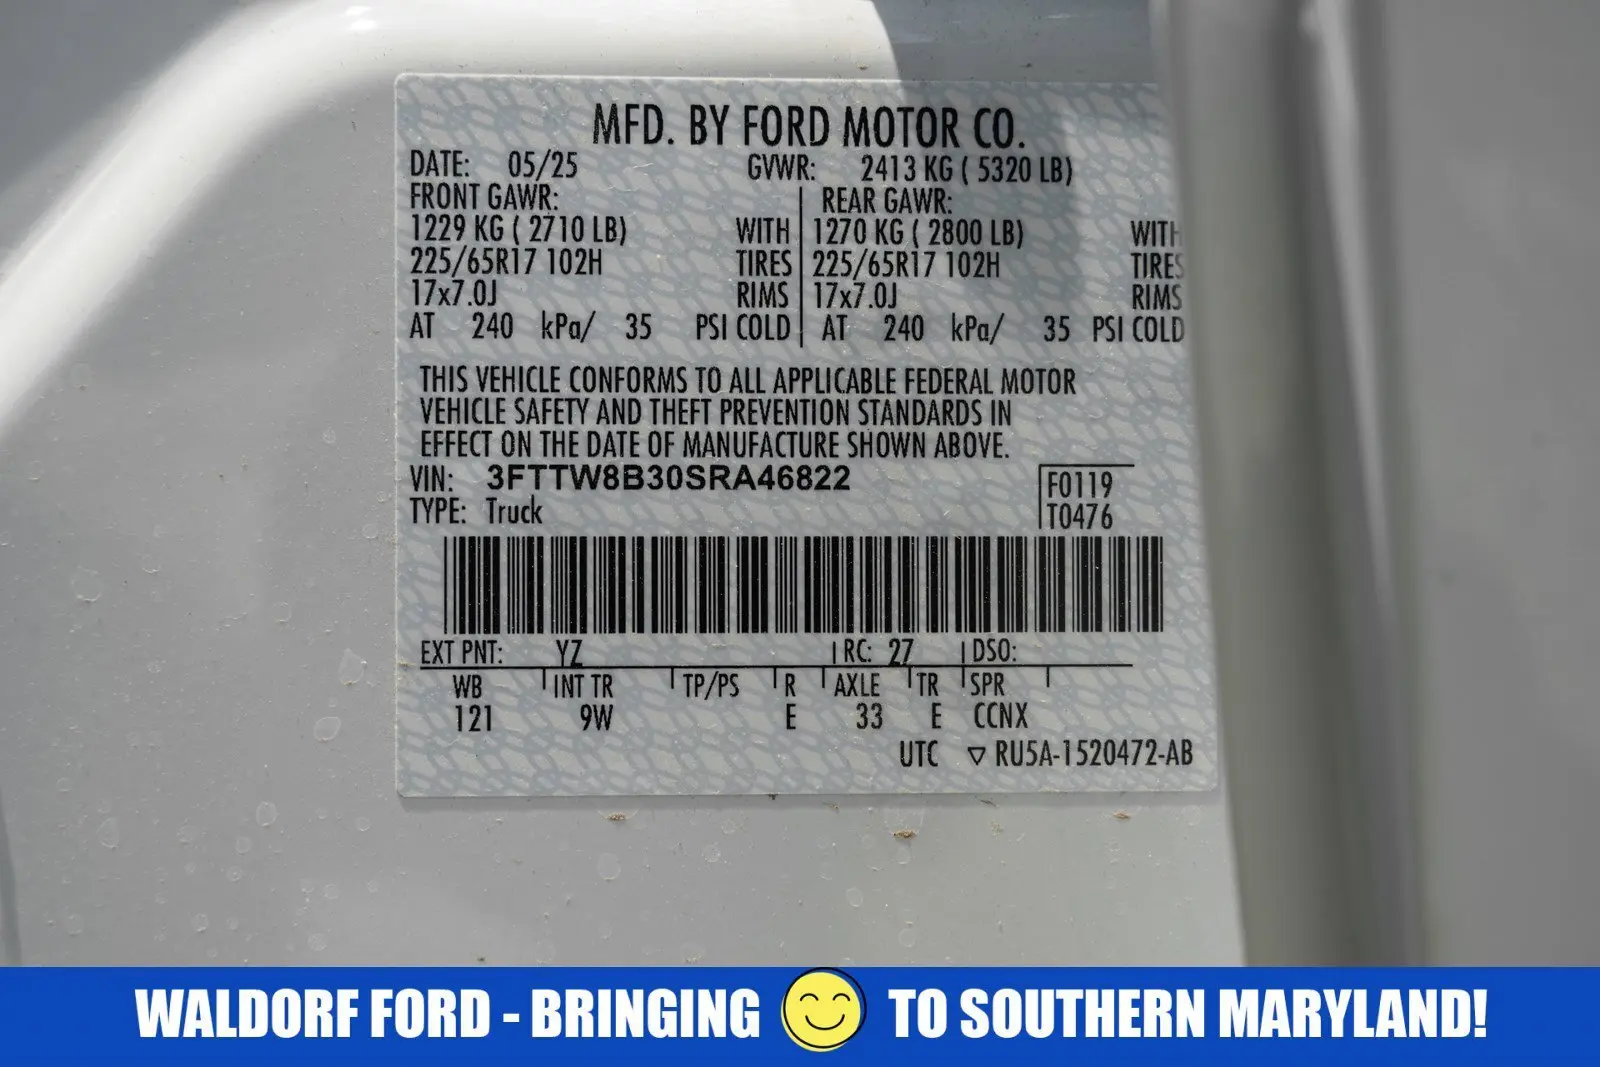 MFD. BY FORD MOTOR CO.
DATE: 05/25 GVWR: 2413 KG ( 5320 LB)
FRONT GAWR: REAR GAWR:
1229 KG ( 2710 LB) WITH 1270 KG ( 2800 LB) WITH
225/65R17 102H TIRES 225/65R17 102H TIRES
17x7.0J RIMS 17x7.0J RIMS
AT 240 kPa/ 35 PSI COLD AT 240 kPa/ 35 PSI COLD
THIS VEHICLE CONFORMS TO ALL APPLICABLE FEDERAL MOTOR
VEHICLE SAFETY AND THEFT PREVENTION STANDARDS IN
EFFECT ON THE DATE OF MANUFACTURE SHOWN ABOVE.
VIN: 3FTTW8B30SRA46822 F0119
TYPE: Truck T0476
EXT PNT: YZ RC: 27 DSO:
WB INT TR TP/PS R AXLE TR SPR
121 9W E 33 E CCNX
UTC ▽ RU5A-1520472-AB
WALDORF FORD - BRINGING TO SOUTHERN MARYLAND!